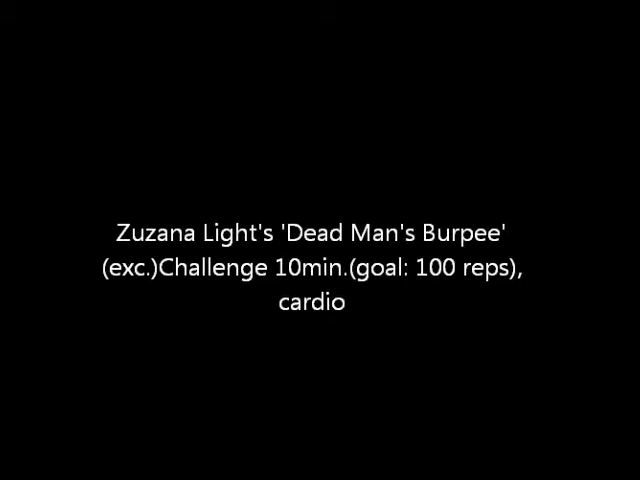 Zuzana Light's 'Dead Man's Burpee'
(exc.)Challenge 10min.(goal: 100 reps),
cardio